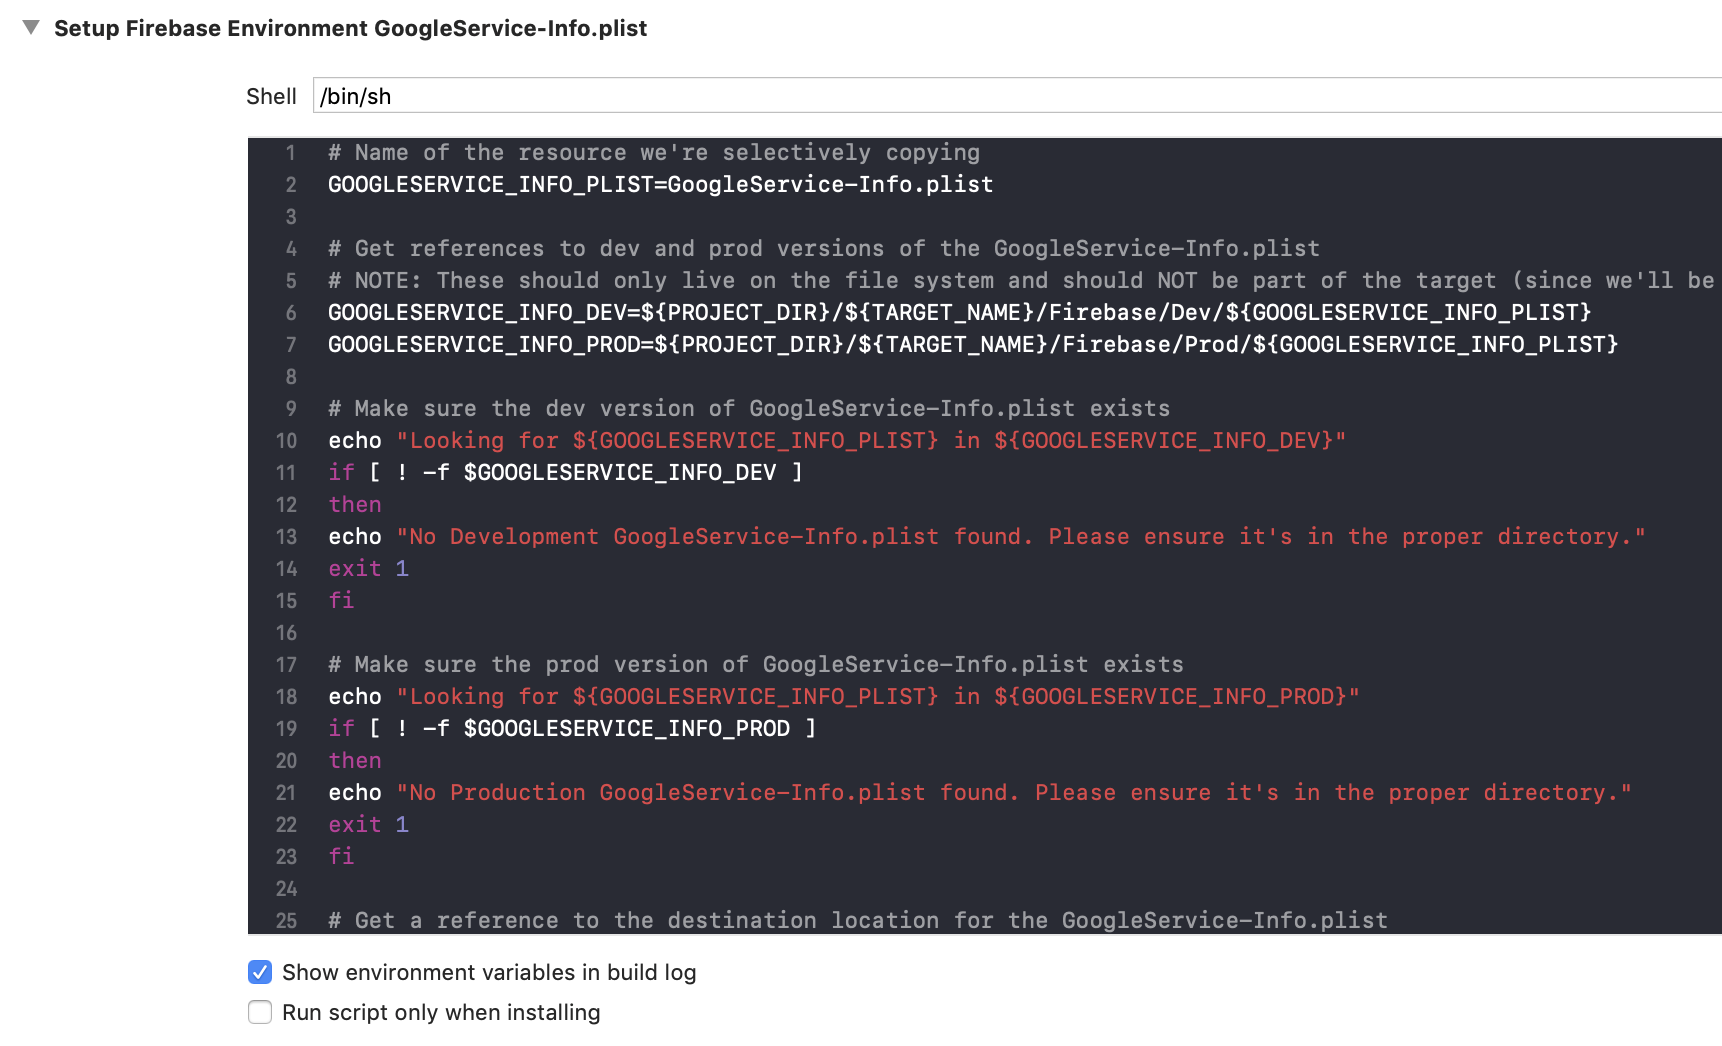 Setup Firebase Environment GoogleService-Info.plist
Shell /bin/sh
1 # Name of the resource we're selectively copying
2 GOOGLESERVICE_INFO_PLIST=GoogleService-Info.plist
3
4 # Get references to dev and prod versions of the GoogleService-Info.plist
5 # NOTE: These should only live on the file system and should NOT be part of the target (since we'll be
6 GOOGLESERVICE_INFO_DEV=${PROJECT_DIR}/${TARGET_NAME}/Firebase/Dev/${GOOGLESERVICE_INFO_PLIST}
7 GOOGLESERVICE_INFO_PROD=${PROJECT_DIR}/${TARGET_NAME}/Firebase/Prod/${GOOGLESERVICE_INFO_PLIST}
8
9 # Make sure the dev version of GoogleService-Info.plist exists
10 echo "Looking for ${GOOGLESERVICE_INFO_PLIST} in ${GOOGLESERVICE_INFO_DEV}"
11 if [ ! -f $GOOGLESERVICE_INFO_DEV ]
12 then
13 echo "No Development GoogleService-Info.plist found. Please ensure it's in the proper directory."
14 exit 1
15 fi
16
17 # Make sure the prod version of GoogleService-Info.plist exists
18 echo "Looking for ${GOOGLESERVICE_INFO_PLIST} in ${GOOGLESERVICE_INFO_PROD}"
19 if [ ! -f $GOOGLESERVICE_INFO_PROD ]
20 then
21 echo "No Production GoogleService-Info.plist found. Please ensure it's in the proper directory."
22 exit 1
23 fi
24
25 # Get a reference to the destination location for the GoogleService-Info.plist
Show environment variables in build log
Run script only when installing